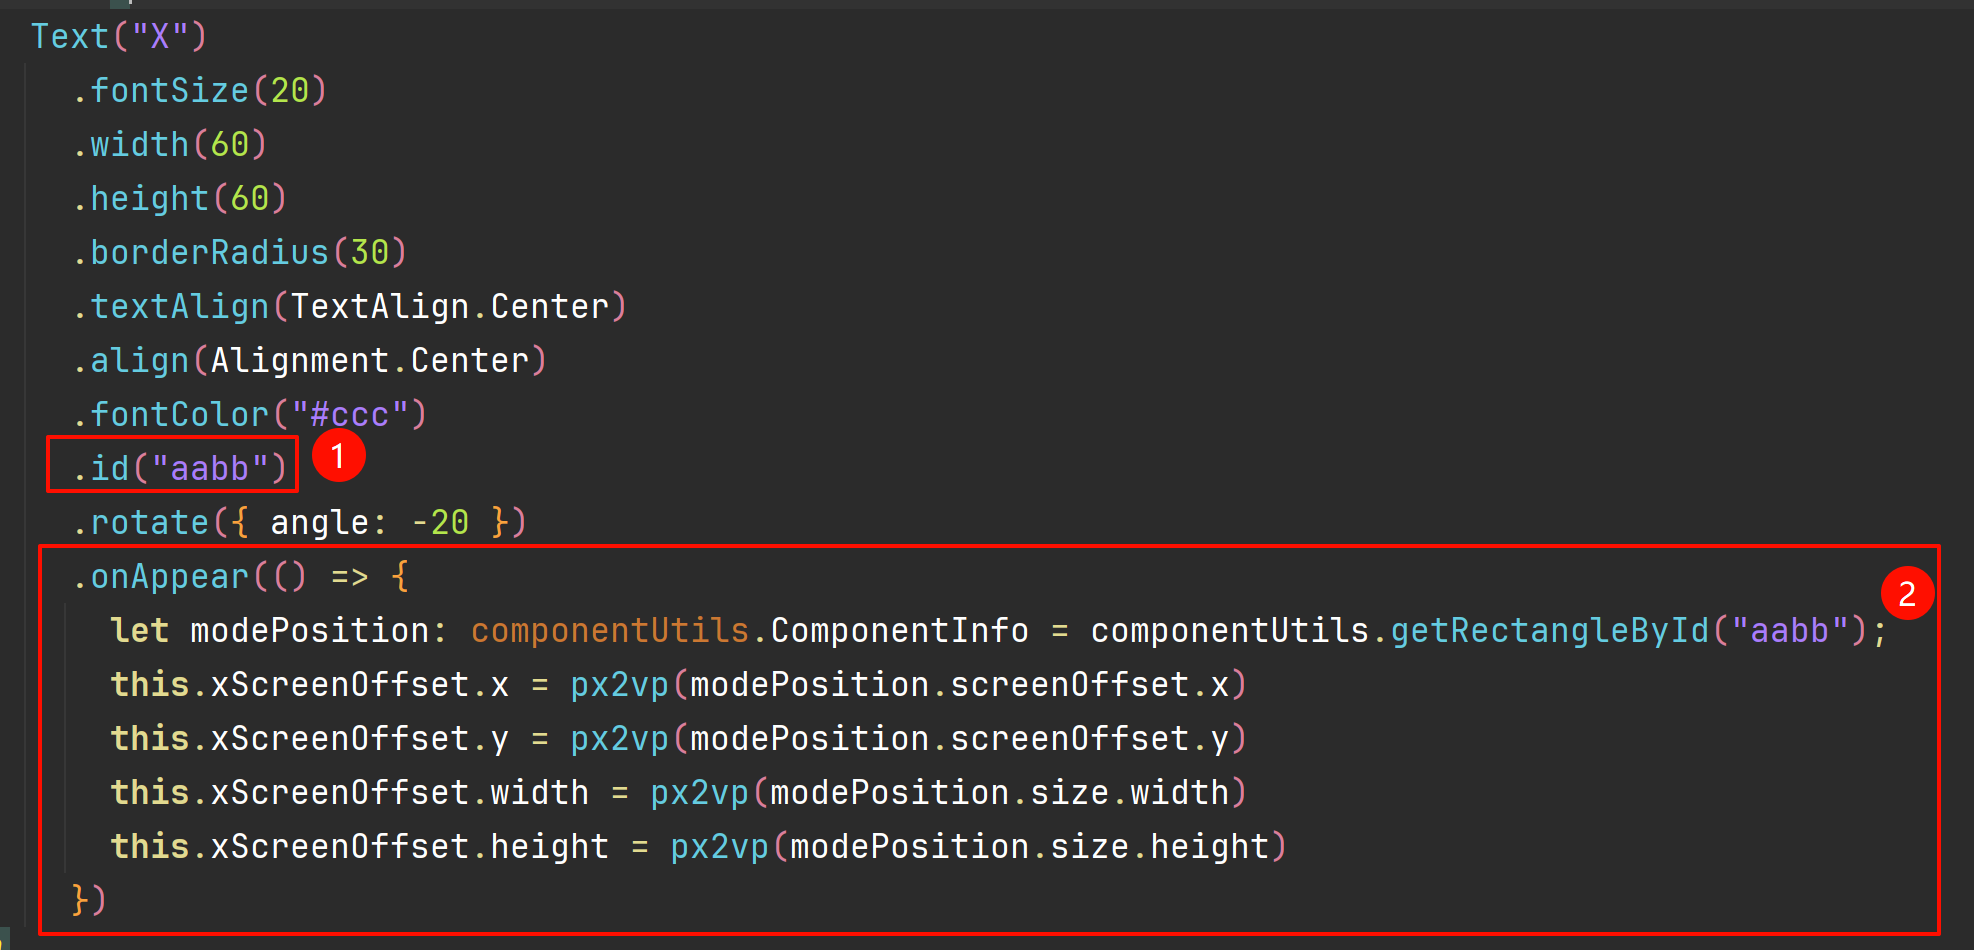 Text("X")
.fontSize(20)
.width(60)
.height(60)
.borderRadius(30)
.textAlign(TextAlign.Center)
.align(Alignment.Center)
.fontColor("#ccc")
.id("aabb") 1
.rotate({ angle: -20 })
.onAppear(() => {
2
let modePosition: componentUtils.ComponentInfo = componentUtils.getRectangleById("aabb");
this.xScreenOffset.x = px2vp(modePosition.screenOffset.x)
this.xScreenOffset.y = px2vp(modePosition.screenOffset.y)
this.xScreenOffset.width = px2vp(modePosition.size.width)
this.xScreenOffset.height = px2vp(modePosition.size.height)
})